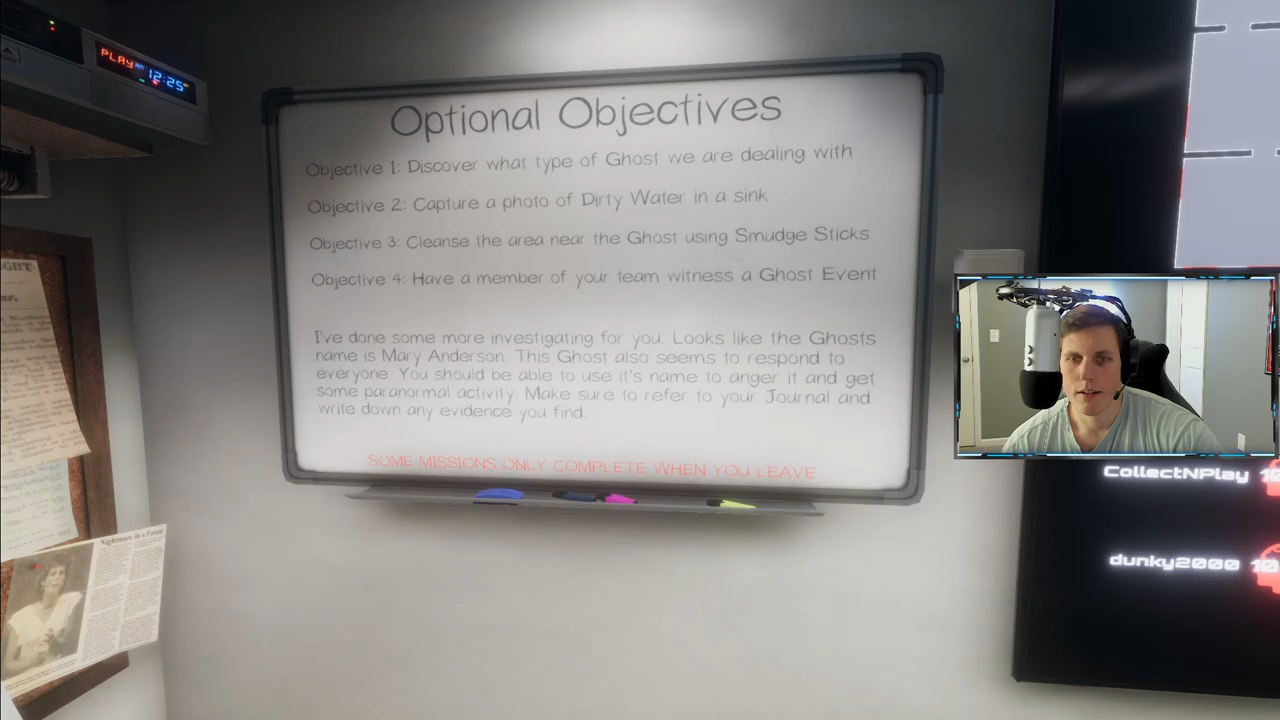 PLAY
12:25
Optional Objectives
Objective 1: Discover what type of Ghost we are dealing with
Objective 2: Capture a photo of Dirty Water in a sink
Objective 3: Cleanse the area near the Ghost using Smudge Sticks
Objective 4: Have a member of your team witness a Ghost Event
I've done some more investigating for you. Looks like the Ghosts
name is Mary Anderson. This Ghost also seems to respond to
everyone. You should be able to use it's name to anger it and get
some paranormal activity. Make sure to refer to your Journal and
write down any evidence you find.
SOME MISSIONS ONLY COMPLETE WHEN YOU LEAVE
Nightmare in a Forest
CollectNPlay 10
dunky2000 10